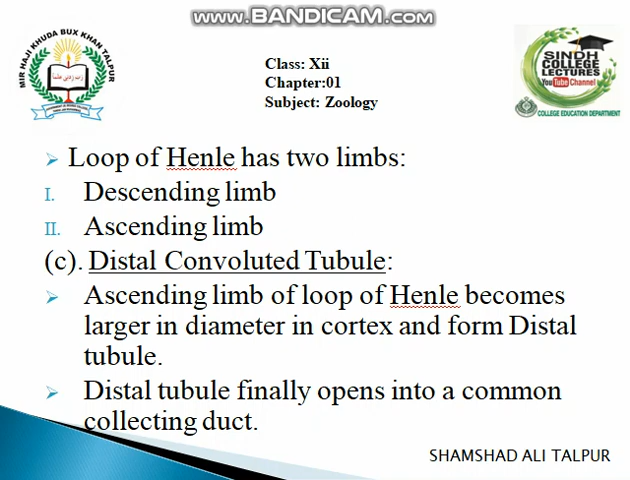 www.BANDICAM.com
MIR HAJI KHUDA BUX KHAN TALPUR
Class: Xii
Chapter:01
Subject: Zoology
SINDH
COLLEGE
LECTURES
YouTube Channel
COLLEGE EDUCATION DEPARTMENT
➢ Loop of Henle has two limbs:
I. Descending limb
II. Ascending limb
(c). Distal Convoluted Tubule:
➢ Ascending limb of loop of Henle becomes
larger in diameter in cortex and form Distal
tubule.
➢ Distal tubule finally opens into a common
collecting duct.
SHAMSHAD ALI TALPUR